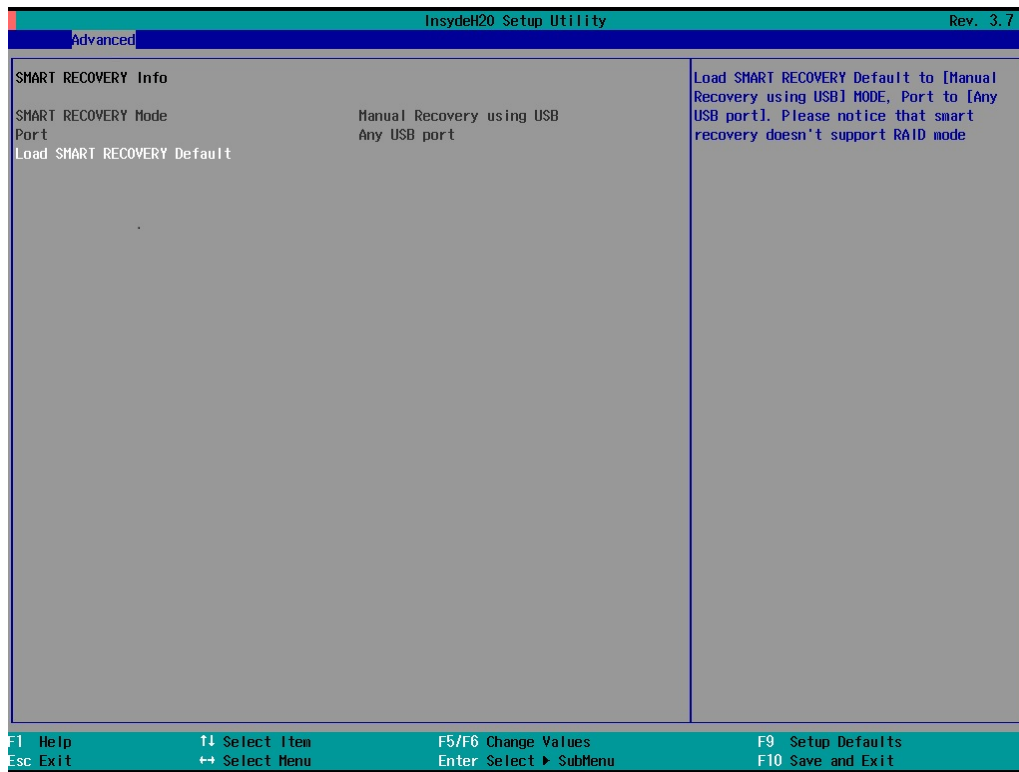 InsydeH2O Setup Utility Rev. 3.7
Advanced
SMART RECOVERY Info
SMART RECOVERY Mode Manual Recovery using USB
Port Any USB port
Load SMART RECOVERY Default
Load SMART RECOVERY Default to [Manual
Recovery using USB] MODE, Port to [Any
USB port]. Please notice that smart
recovery doesn't support RAID mode
F1 Help ↑↓ Select Item F5/F6 Change Values F9 Setup Defaults
Esc Exit ↔ Select Menu Enter Select ▶ SubMenu F10 Save and Exit